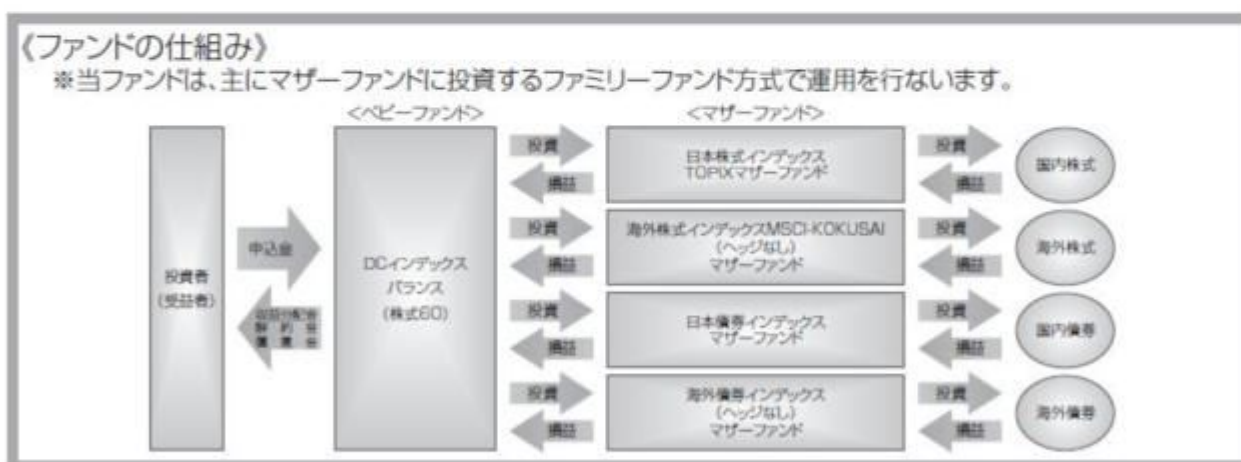 《ファンドの仕組み》
※当ファンドは、主にマザーファンドに投資するファミリーファンド方式で運用を行ないます。
<ベビーファンド>
<マザーファンド>
投資者
(受益者)
申込金
収益分配金
解約金
償還金
DCインデックス
バランス
(株式60)
投資
損益
日本株式インデックス
TOPIXマザーファンド
投資
損益
国内株式
投資
損益
海外株式インデックスMSCI-KOKUSAI
(ヘッジなし)
マザーファンド
投資
損益
海外株式
投資
損益
日本債券インデックス
マザーファンド
投資
損益
国内債券
投資
損益
海外債券インデックス
(ヘッジなし)
マザーファンド
投資
損益
海外債券